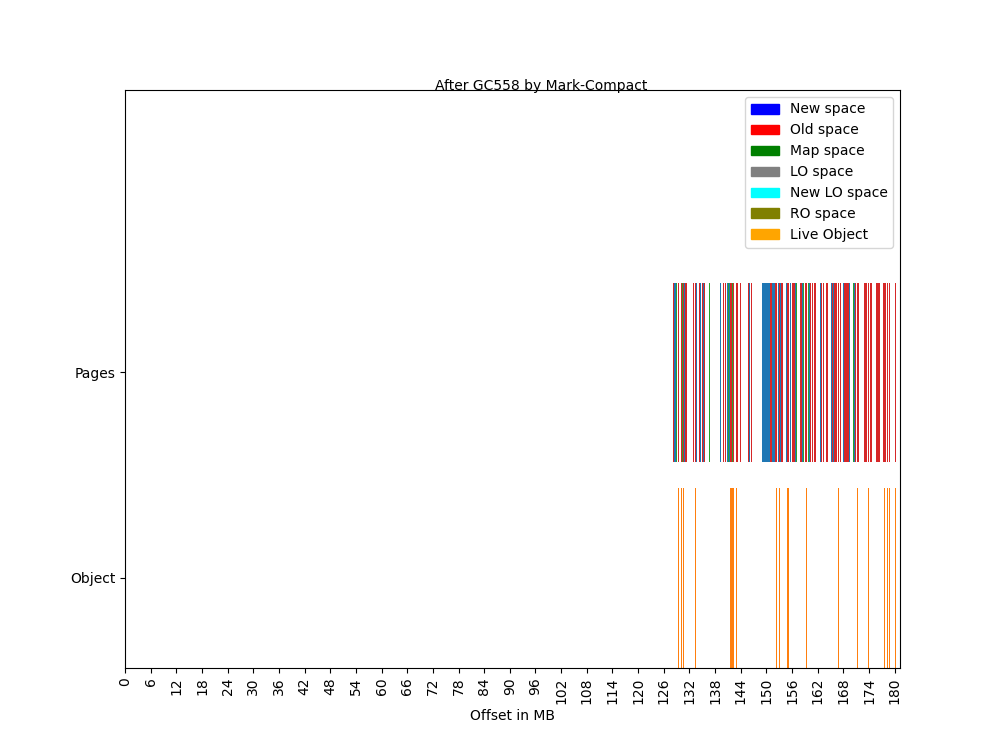 After GC558 by Mark-Compact
New space
Old space
Map space
LO space
New LO space
RO space
Live Object
Pages
Object
0 6 12 18 24 30 36 42 48 54 60 66 72 78 84 90 96 102 108 114 120 126 132 138 144 150 156 162 168 174 180
Offset in MB